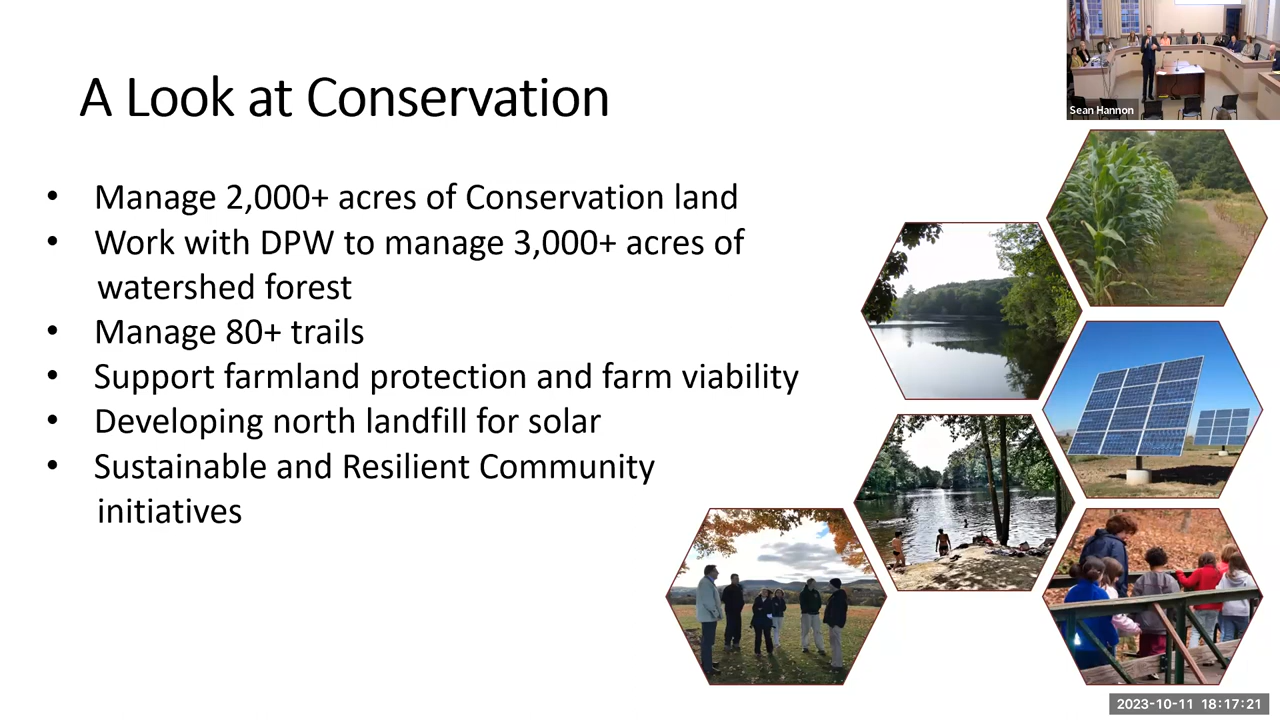 Sean Hannon
A Look at Conservation
• Manage 2,000+ acres of Conservation land
• Work with DPW to manage 3,000+ acres of
watershed forest
• Manage 80+ trails
• Support farmland protection and farm viability
• Developing north landfill for solar
• Sustainable and Resilient Community
initiatives
2023-10-11 18:17:21